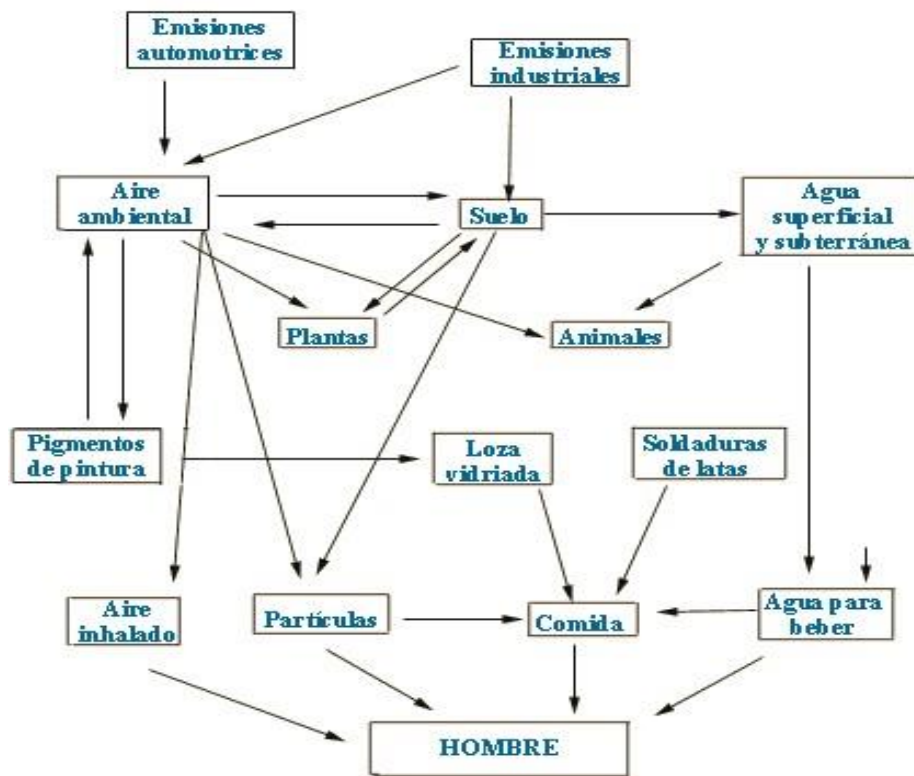 Emisiones
automotrices
Emisiones
industriales
Aire
ambiental
Suelo
Agua
superficial
y subterránea
Plantas
Animales
Pigmentos
de pintura
Loza
vidriada
Soldaduras
de latas
Aire
inhalado
Partículas
Comida
Agua para
beber
HOMBRE